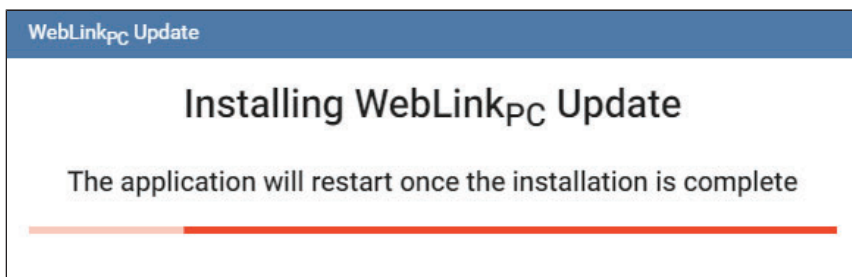 WebLinkPC Update
Installing WebLinkPC Update
The application will restart once the installation is complete